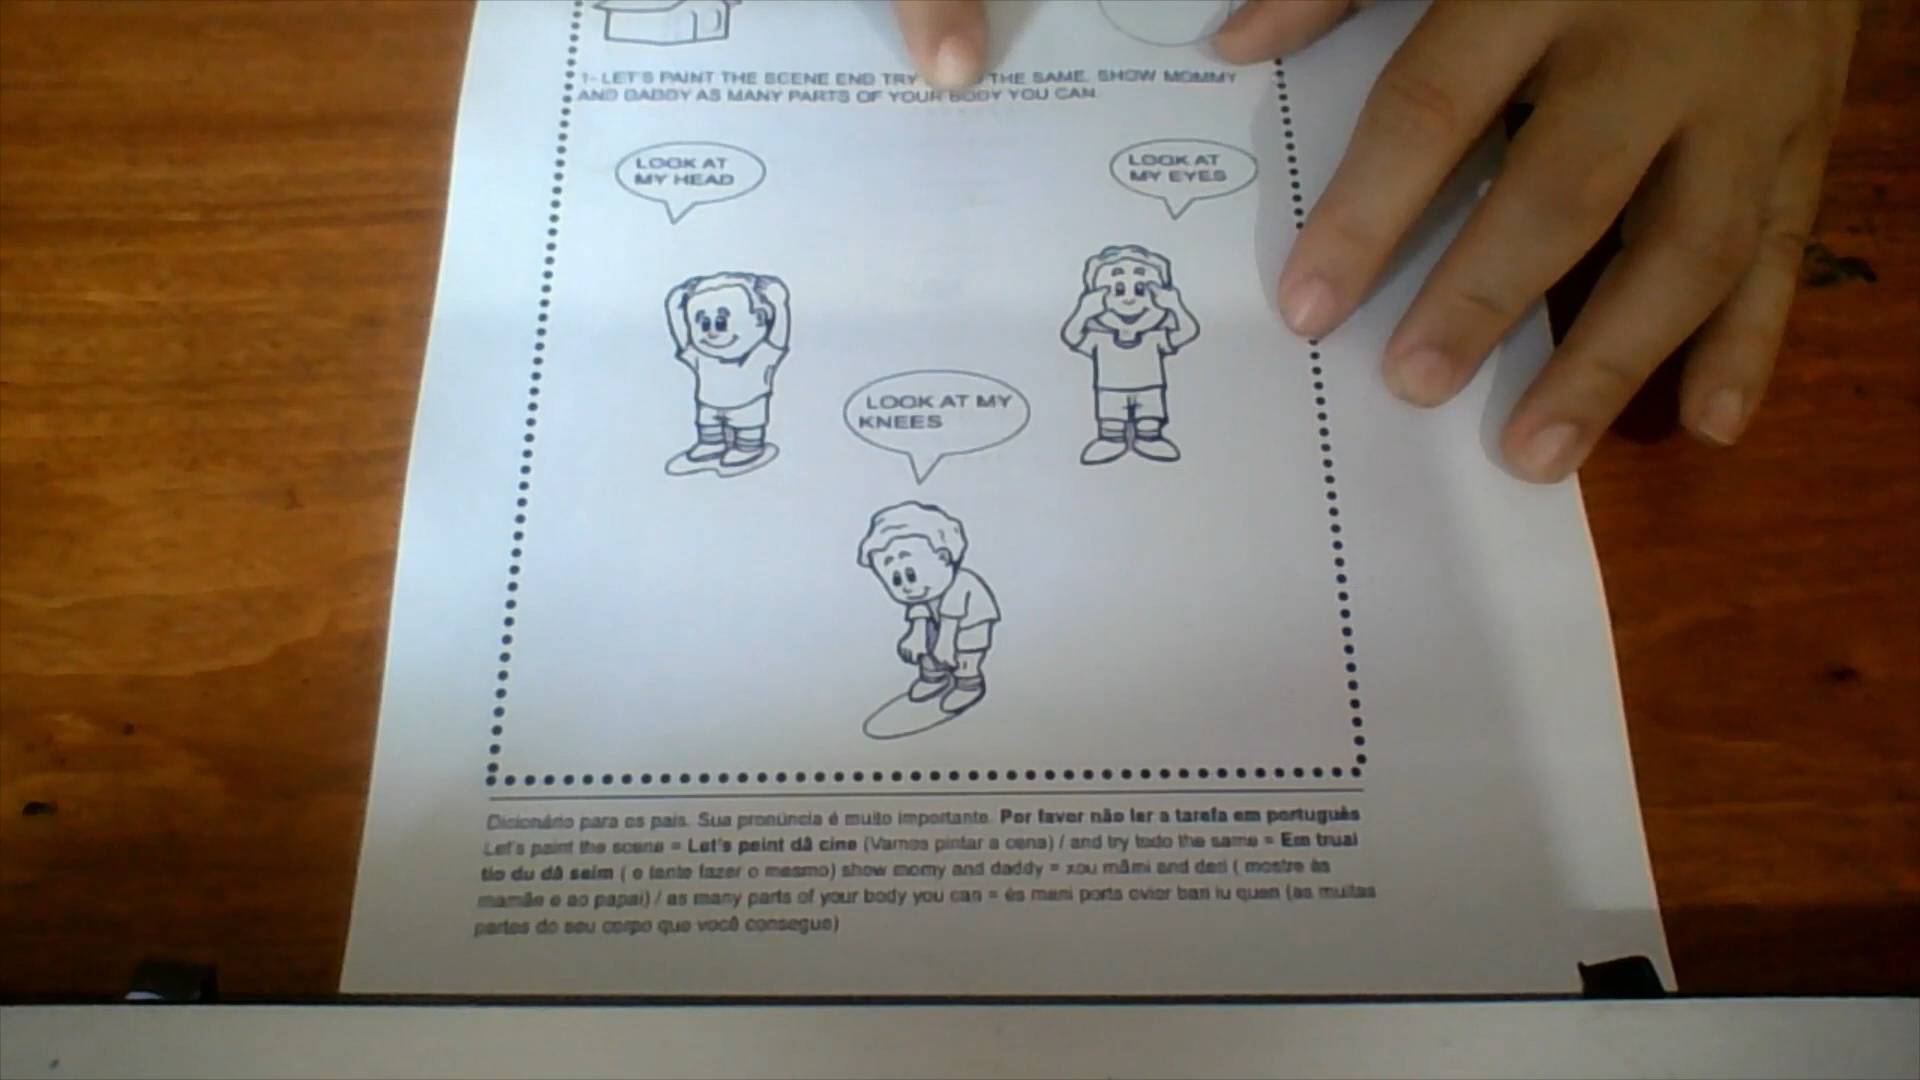 1- LET'S PAINT THE SCENE END TRY THE SAME. SHOW MOMMY
AND DADDY AS MANY PARTS OF YOUR BODY YOU CAN.
LOOK AT
MY HEAD
LOOK AT
MY EYES
LOOK AT MY
KNEES
Dicionário para os pais. Sua pronúncia é muito importante. Por favor não ler a tarefa em português
Let's paint the scene = Let's peint dâ cine (Vamos pintar a cena) / and try todo the same = Em truai
tio du dâ seim ( e tente fazer o mesmo) show momy and daddy = xou mâmi and dedi ( mostre às
mamãe e ao papai) / as many parts of your body you can = és meni parts ovior bari iu quen (as muitas
partes do seu corpo que você consegue)